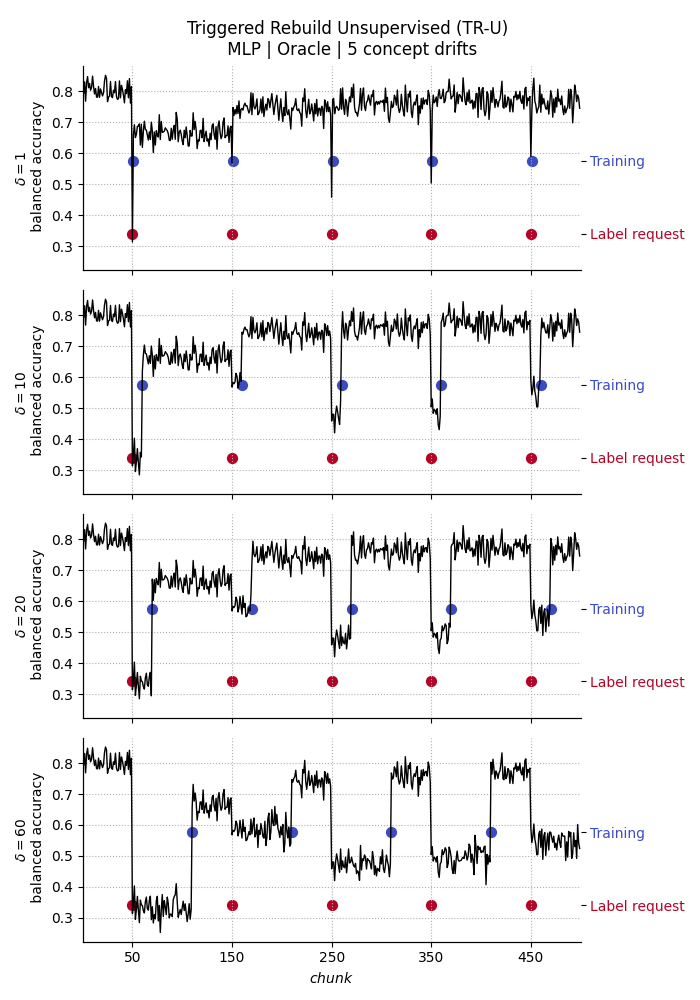 Triggered Rebuild Unsupervised (TR-U)
MLP | Oracle | 5 concept drifts
δ = 1
balanced accuracy
0.8
0.7
0.6
0.5
0.4
0.3
Training
Label request
δ = 10
balanced accuracy
0.8
0.7
0.6
0.5
0.4
0.3
Training
Label request
δ = 20
balanced accuracy
0.8
0.7
0.6
0.5
0.4
0.3
Training
Label request
δ = 60
balanced accuracy
0.8
0.7
0.6
0.5
0.4
0.3
Training
Label request
50 150 250 350 450
chunk